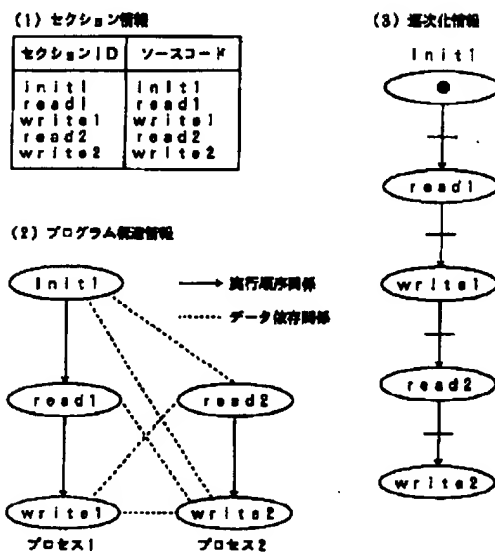 (1) セクション情報
セクションID ソースコード
init1 init1
read1 read1
write1 write1
read2 read2
write2 write2
(2) プログラム構造情報
init1
read1
read2
write1
write2
プロセス1
プロセス2
実行順序関係
データ依存関係
(3) 逐次化情報
init1
read1
write1
read2
write2